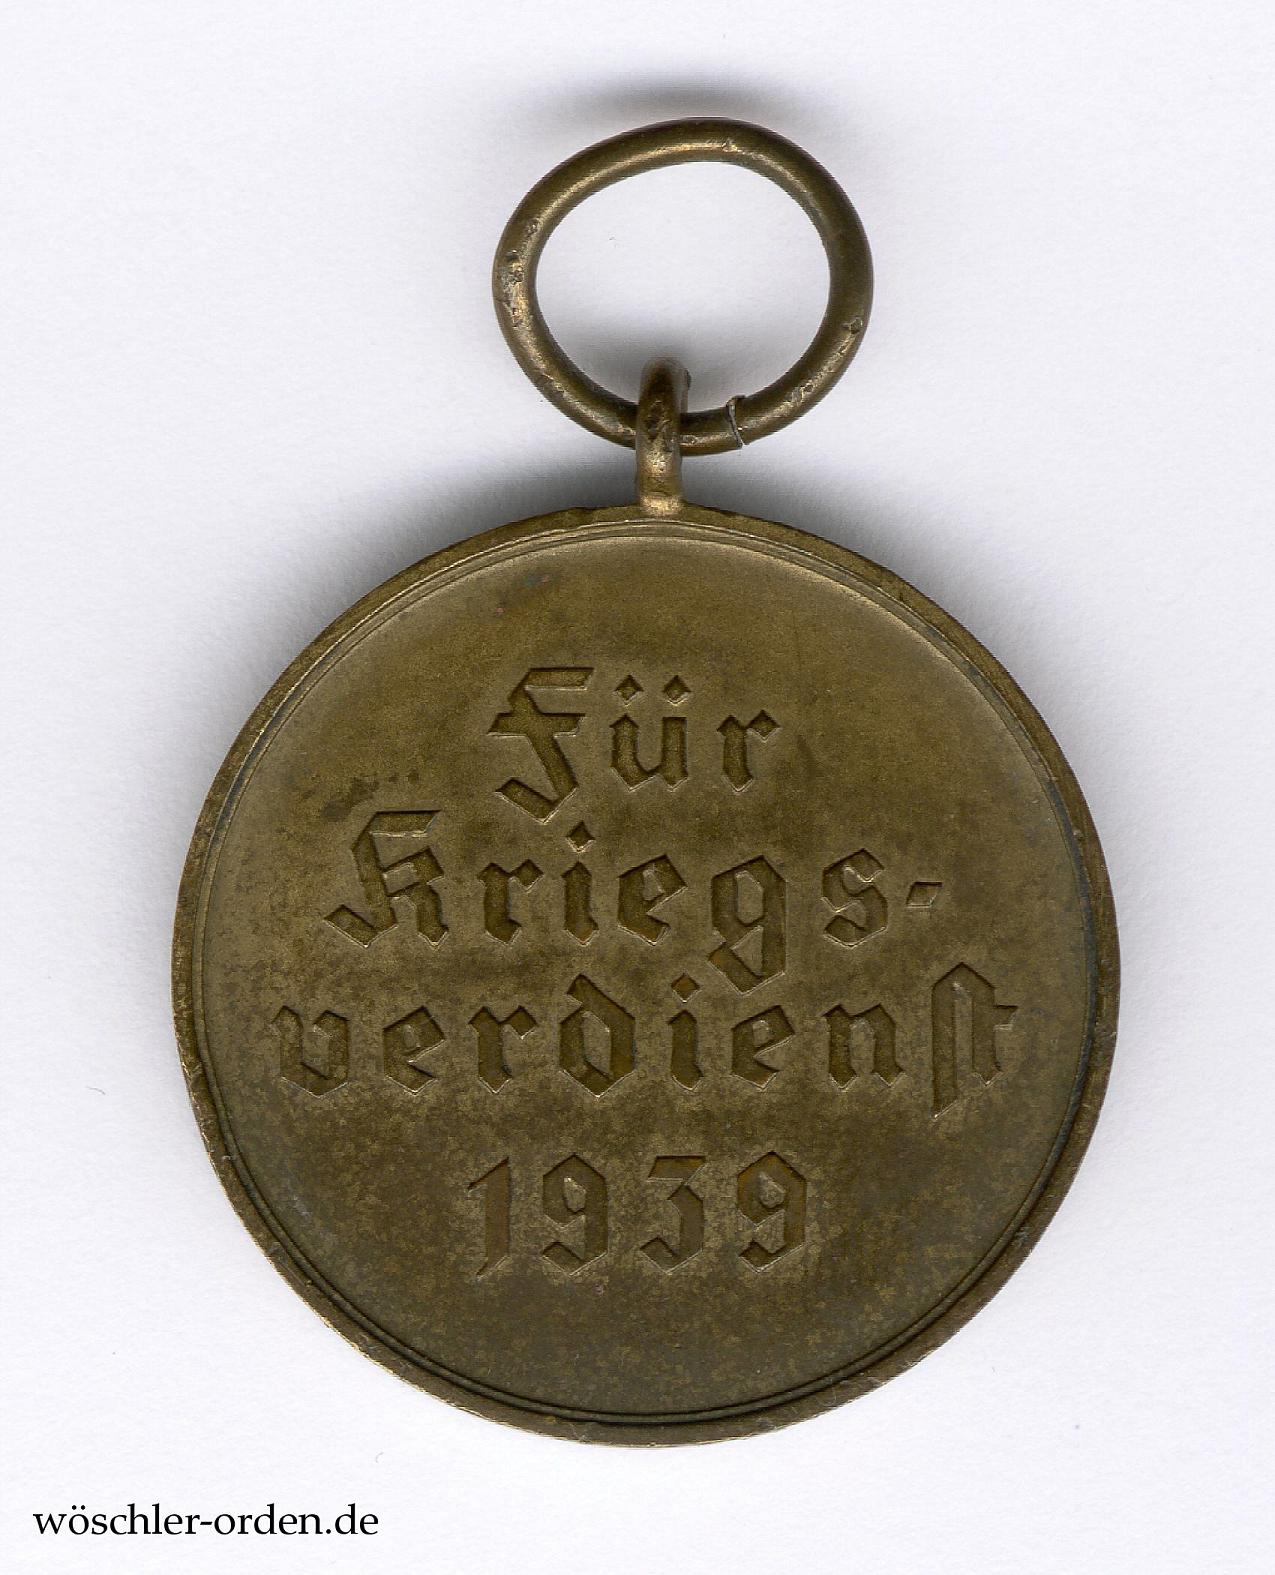 Für
Kriegs-
verdienst
1939
wöschler-orden.de